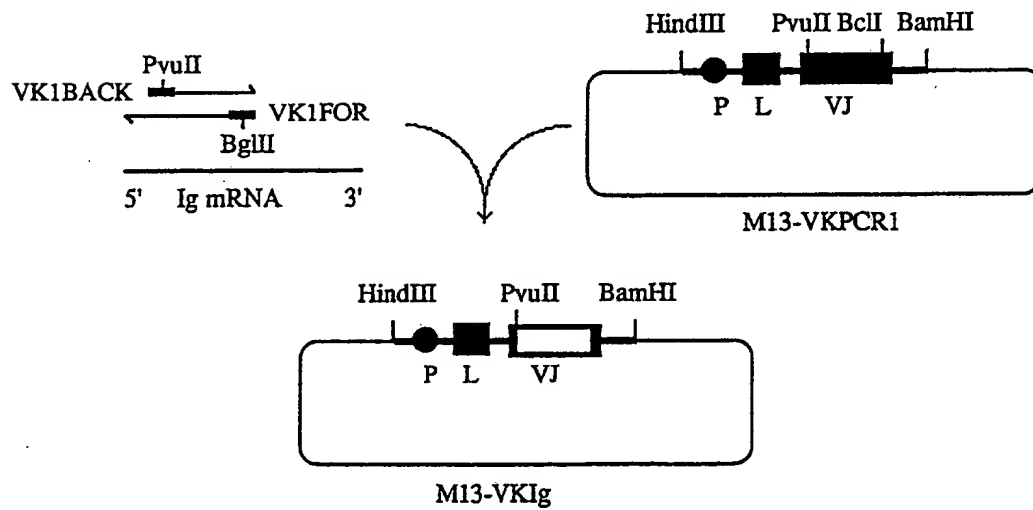 PvuII
VK1BACK
VK1FOR
BglII
5' Ig mRNA 3'
HindIII PvuII BclI BamHI
P L VJ
M13-VKPCR1
HindIII PvuII BamHI
P L VJ
M13-VKIg